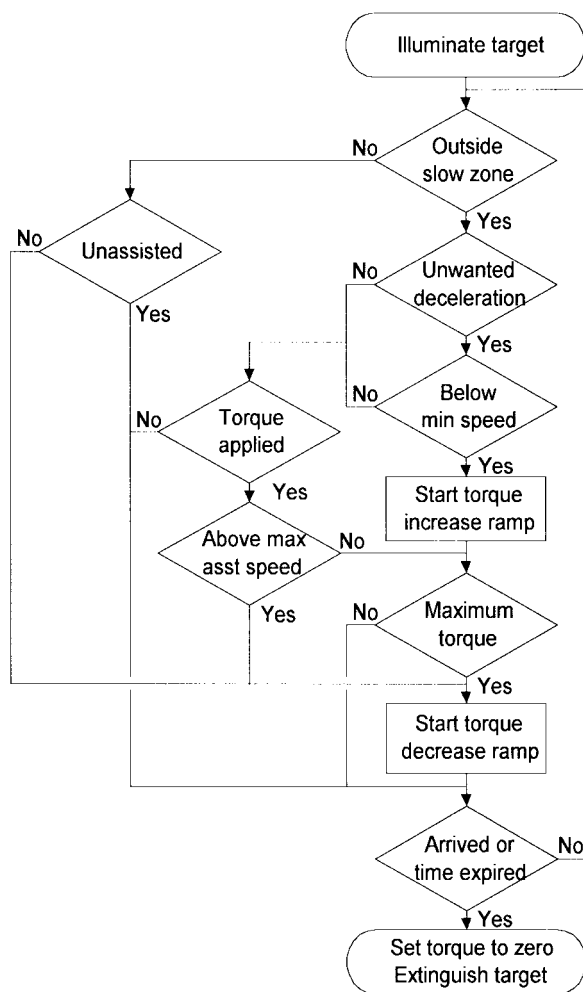 Illuminate target
No
Outside
slow zone
Yes
No
Unassisted
Yes
No
Unwanted
deceleration
Yes
No
Below
min speed
Yes
No
Torque
applied
Yes
Start torque
increase ramp
Above max
asst speed
No
Yes
No
Maximum
torque
Yes
Start torque
decrease ramp
Arrived or
time expired
No
Yes
Set torque to zero
Extinguish target